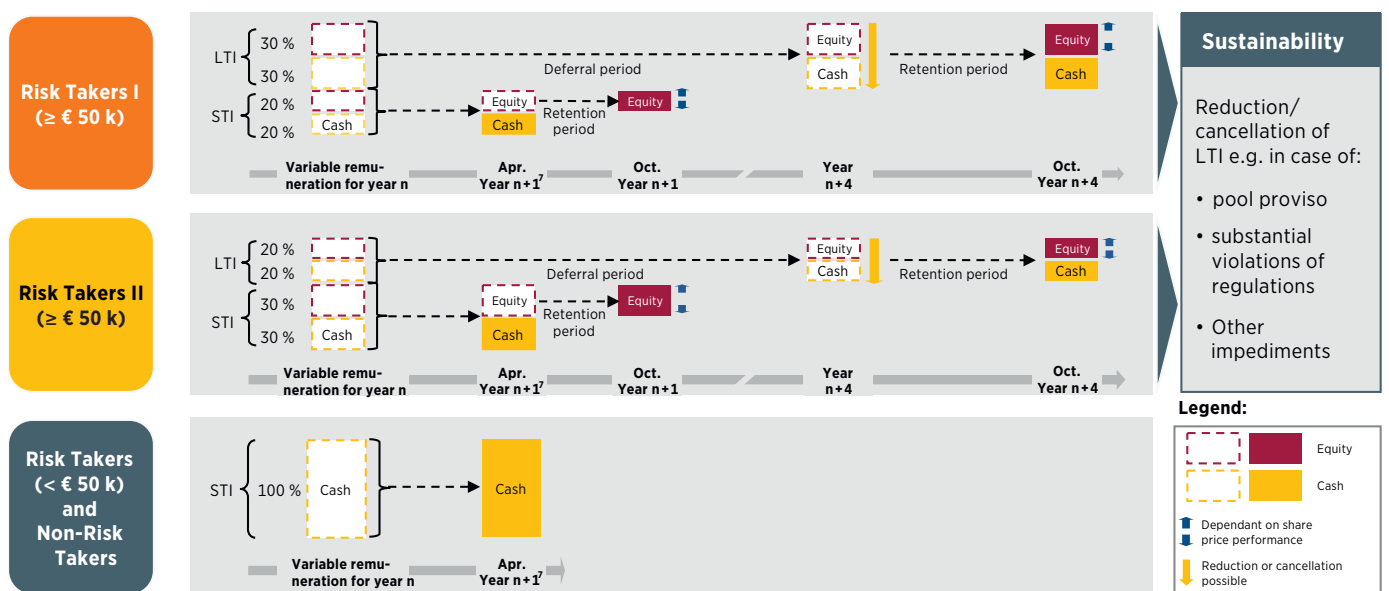 Risk Takers I
(≥ € 50 k)
LTI
30 %
30 %
STI
20 %
20 %
Cash
Deferral period
Equity
Cash
Retention
period
Equity
Equity
Cash
Retention period
Equity
Cash
Variable remu-
neration for year n
Apr.
Year n+1⁷
Oct.
Year n+1
Year
n+4
Oct.
Year n+4
Risk Takers II
(≥ € 50 k)
LTI
20 %
20 %
STI
30 %
30 %
Cash
Deferral period
Equity
Cash
Retention
period
Equity
Equity
Cash
Retention period
Equity
Cash
Variable remu-
neration for year n
Apr.
Year n+1⁷
Oct.
Year n+1
Year
n+4
Oct.
Year n+4
Risk Takers
(< € 50 k)
and
Non-Risk
Takers
STI
100 %
Cash
Cash
Variable remu-
neration for year n
Apr.
Year n+1⁷
Sustainability
Reduction/
cancellation of
LTI e.g. in case of:
• pool proviso
• substantial
violations of
regulations
• Other
impediments
Legend:
Equity
Cash
Dependant on share
price performance
Reduction or cancellation
possible